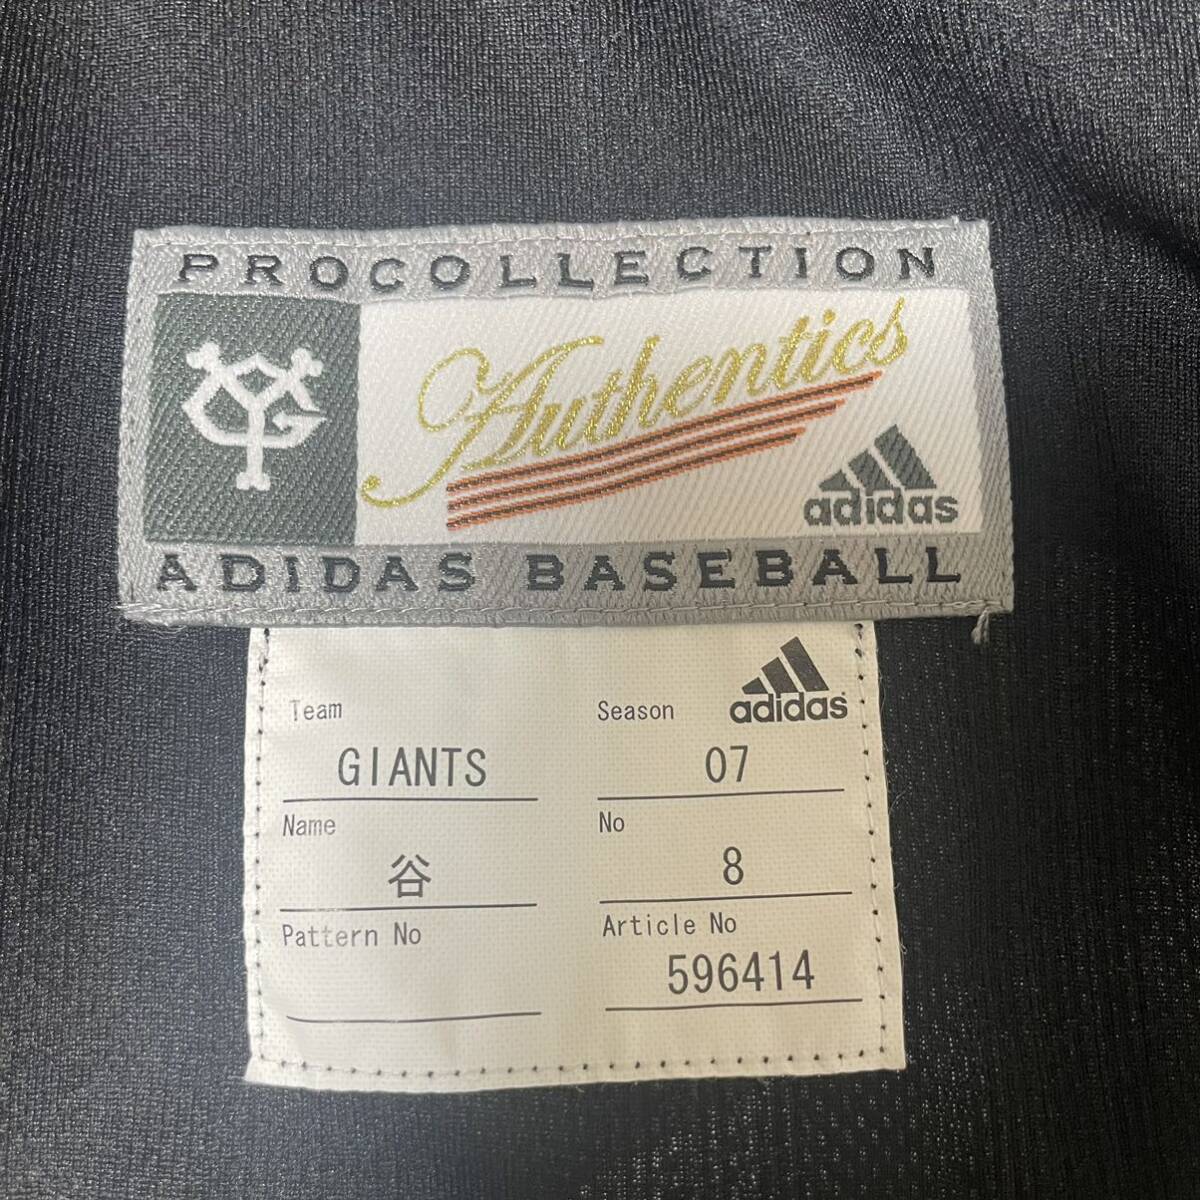 PROCOLLECTION
YG
Authentics
adidas
ADIDAS BASEBALL
adidas
Team Season
GIANTS 07
Name No
谷 8
Pattern No Article No
596414